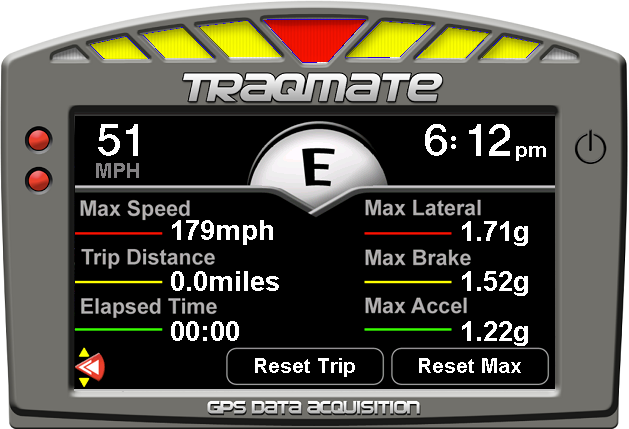 TRAQMATE
51
MPH
E
6:12pm
Max Speed
179mph
Max Lateral
1.71g
Trip Distance
0.0miles
Max Brake
1.52g
Elapsed Time
00:00
Max Accel
1.22g
Reset Trip
Reset Max
GPS DATA ACQUISITION